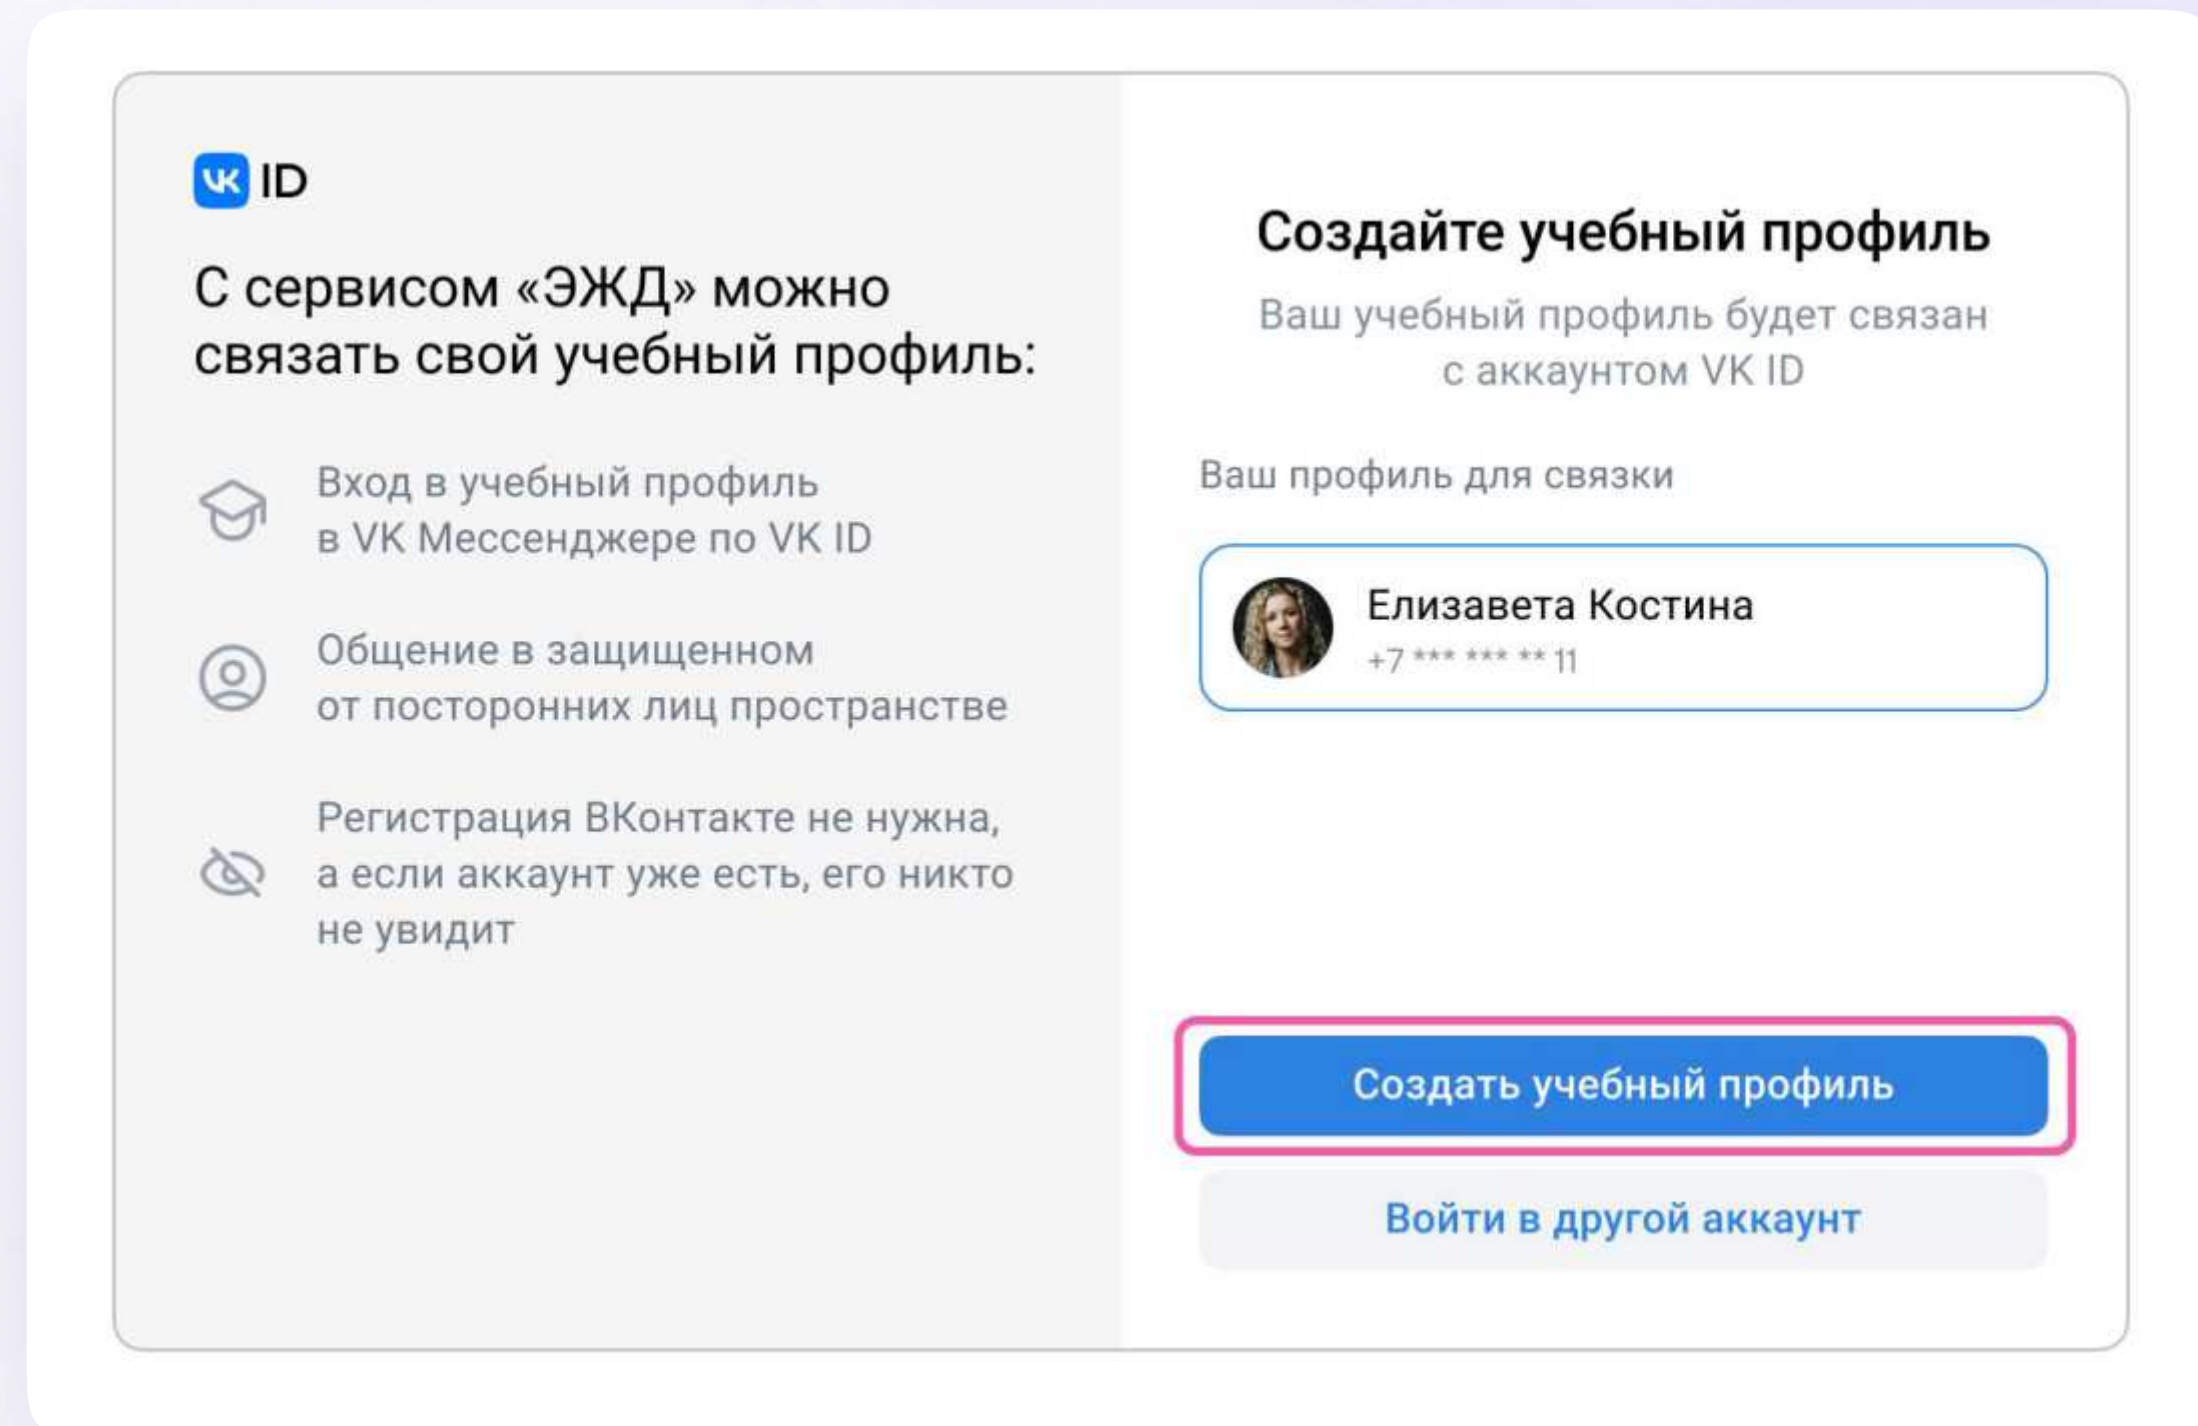 VK ID
С сервисом «ЭЖД» можно
связать свой учебный профиль:
Вход в учебный профиль
в VK Мессенджере по VK ID
Общение в защищенном
от посторонних лиц пространстве
Регистрация ВКонтакте не нужна,
а если аккаунт уже есть, его никто
не увидит
Создайте учебный профиль
Ваш учебный профиль будет связан
с аккаунтом VK ID
Ваш профиль для связки
Елизавета Костина
+7 *** *** ** 11
Создать учебный профиль
Войти в другой аккаунт